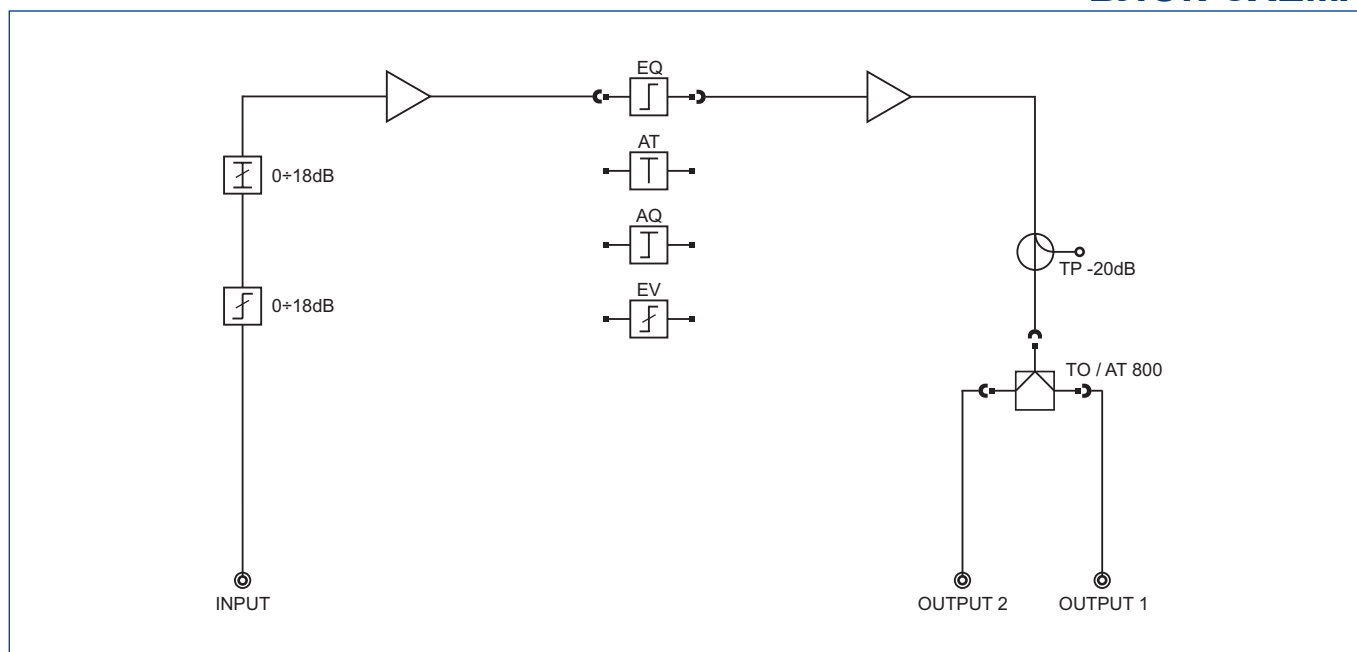 EQ
AT
0÷18dB
AQ
TP -20dB
EV
0÷18dB
TO / AT 800
INPUT
OUTPUT 2
OUTPUT 1